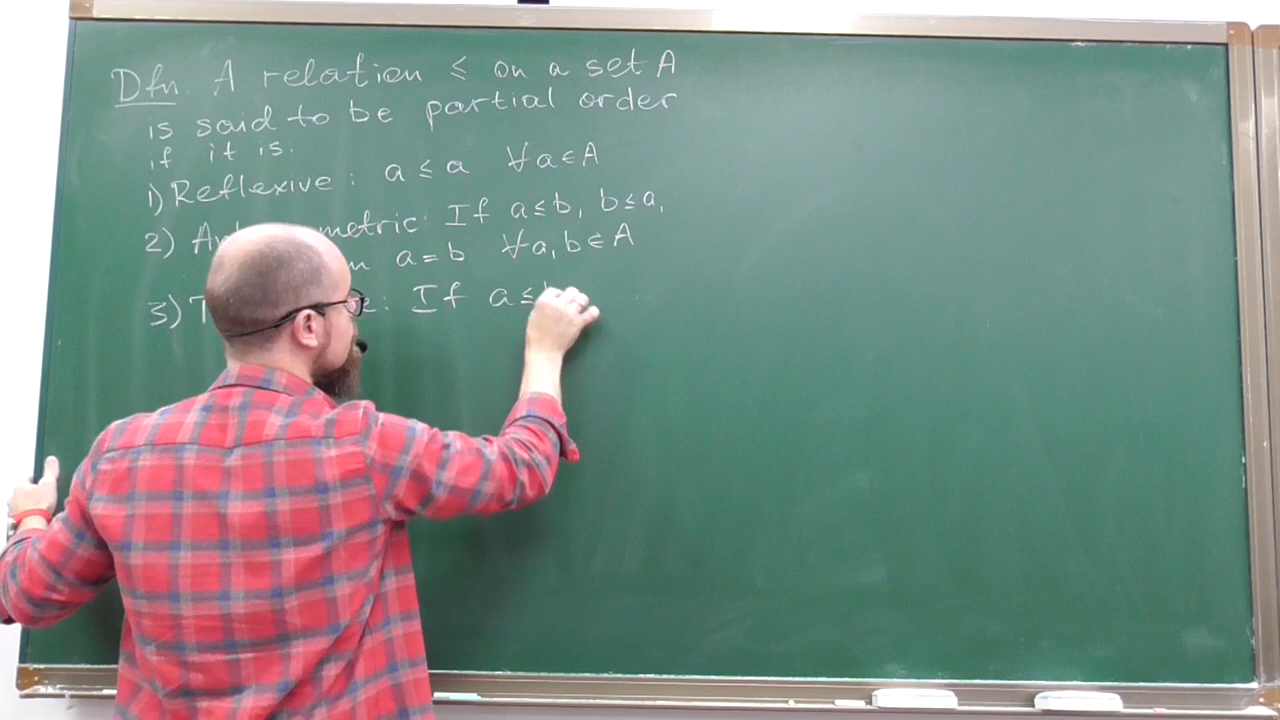 Dfn. A relation ≤ on a set A
is said to be partial order
if it is:
1) Reflexive: a ≤ a ∀a∈A
2) If a≤b, b≤a,
a=b ∀a,b∈A
3) If a≤